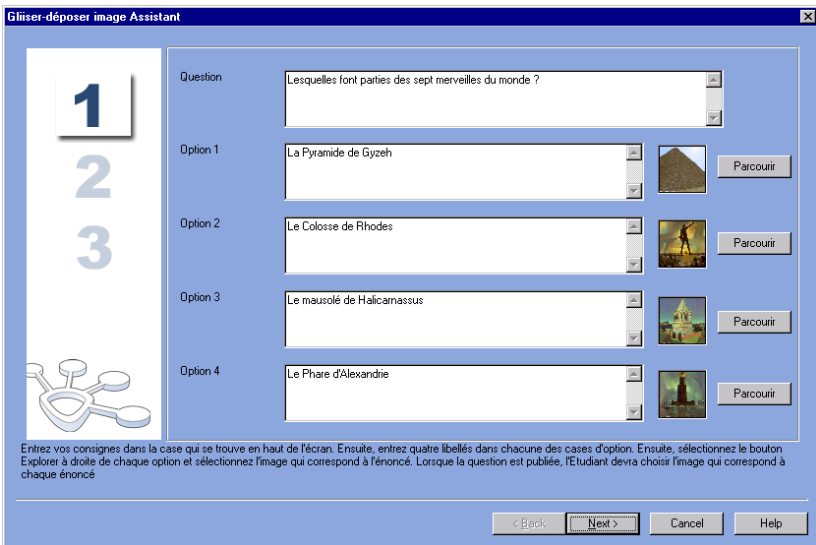 Gliiser-déposer image Assistant
1
2
3
Question
Lesquelles font parties des sept merveilles du monde ?
Option 1
La Pyramide de Gyzeh
Parcourir
Option 2
Le Colosse de Rhodes
Parcourir
Option 3
Le mausolé de Halicarnassus
Parcourir
Option 4
Le Phare d'Alexandrie
Parcourir
Entrez vos consignes dans la case qui se trouve en haut de l'écran. Ensuite, entrez quatre libellés dans chacune des cases d'option. Ensuite, sélectionnez le bouton
Explorer à droite de chaque option et sélectionnez l'image qui correspond à l'énoncé. Lorsque la question est publiée, l'Etudiant devra choisir l'image qui correspond à
chaque énoncé
< Back
Next >
Cancel
Help